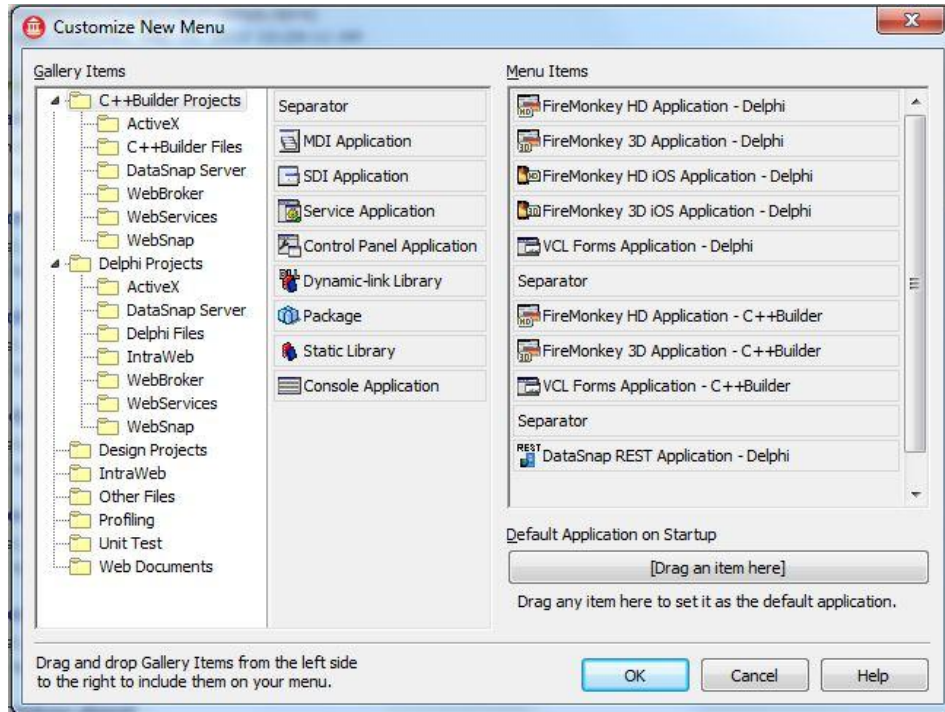 Customize New Menu
Gallery Items
C++Builder Projects
ActiveX
C++Builder Files
DataSnap Server
WebBroker
WebServices
WebSnap
Delphi Projects
ActiveX
DataSnap Server
Delphi Files
IntraWeb
WebBroker
WebServices
WebSnap
Design Projects
IntraWeb
Other Files
Profiling
Unit Test
Web Documents
Separator
MDI Application
SDI Application
Service Application
Control Panel Application
Dynamic-link Library
Package
Static Library
Console Application
Menu Items
FireMonkey HD Application - Delphi
FireMonkey 3D Application - Delphi
FireMonkey HD iOS Application - Delphi
FireMonkey 3D iOS Application - Delphi
VCL Forms Application - Delphi
Separator
FireMonkey HD Application - C++Builder
FireMonkey 3D Application - C++Builder
VCL Forms Application - C++Builder
Separator
REST DataSnap REST Application - Delphi
Default Application on Startup
[Drag an item here]
Drag any item here to set it as the default application.
Drag and drop Gallery Items from the left side
to the right to include them on your menu.
OK
Cancel
Help